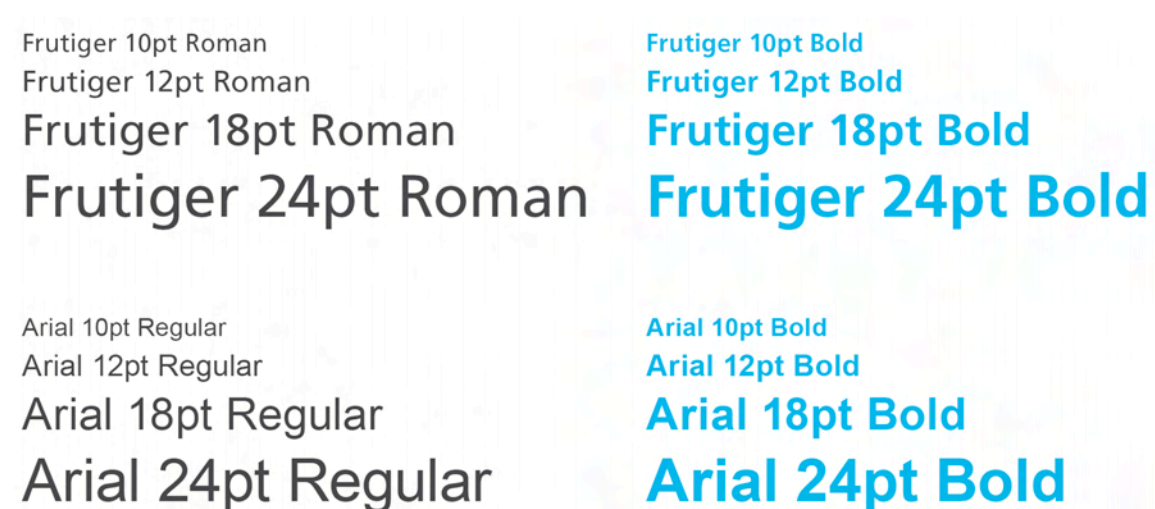 Frutiger 10pt Roman
Frutiger 12pt Roman
Frutiger 18pt Roman
Frutiger 24pt Roman
Frutiger 10pt Bold
Frutiger 12pt Bold
Frutiger 18pt Bold
Frutiger 24pt Bold
Arial 10pt Regular
Arial 12pt Regular
Arial 18pt Regular
Arial 24pt Regular
Arial 10pt Bold
Arial 12pt Bold
Arial 18pt Bold
Arial 24pt Bold